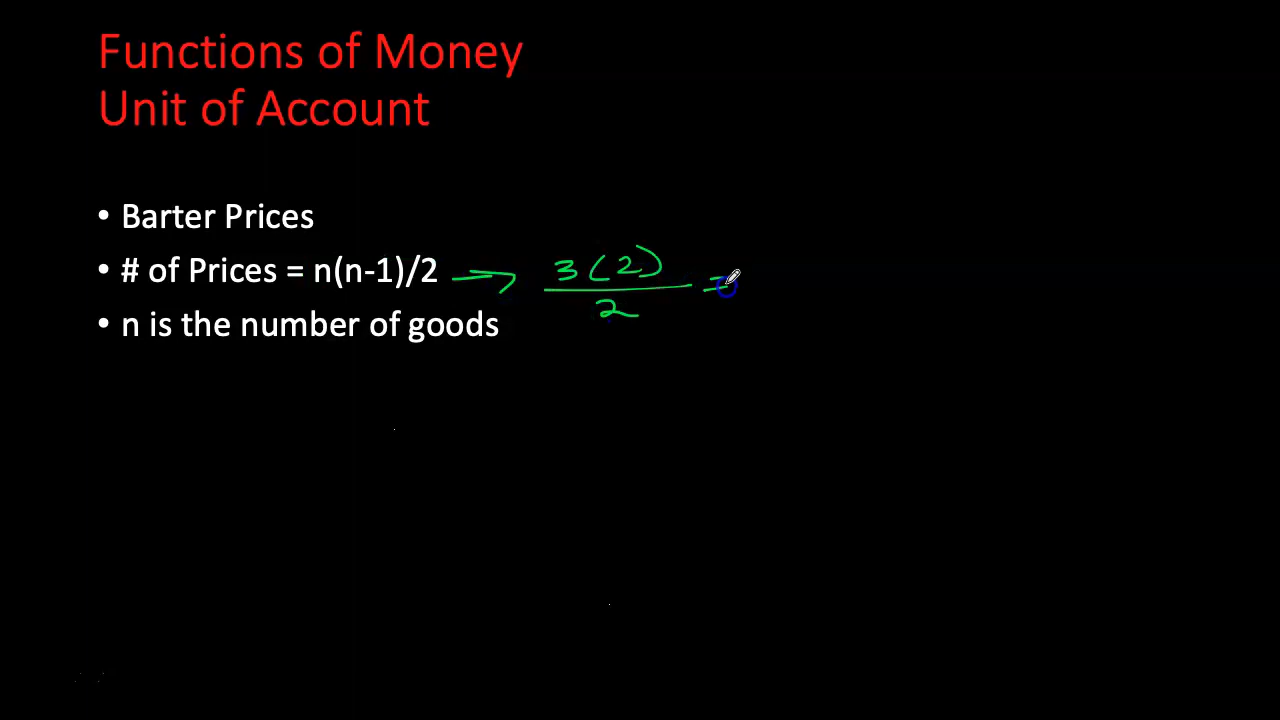 Functions of Money
Unit of Account
• Barter Prices
• # of Prices = n(n-1)/2 → 3(2)/2 =
• n is the number of goods